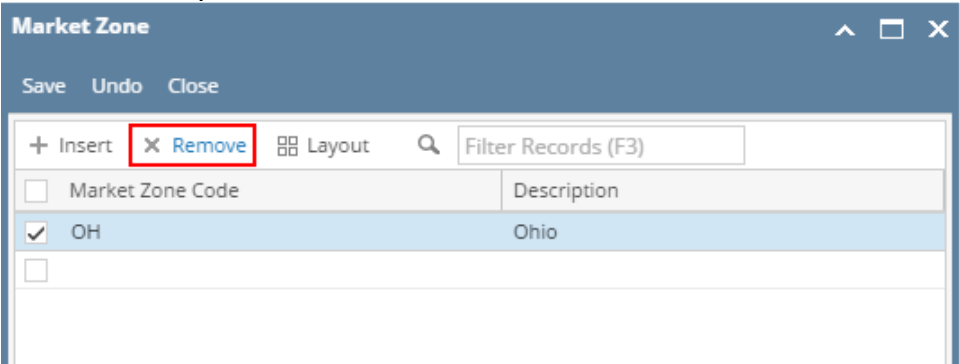 Market Zone
Save Undo Close
Insert Remove Layout Filter Records (F3)
Market Zone Code Description
OH Ohio